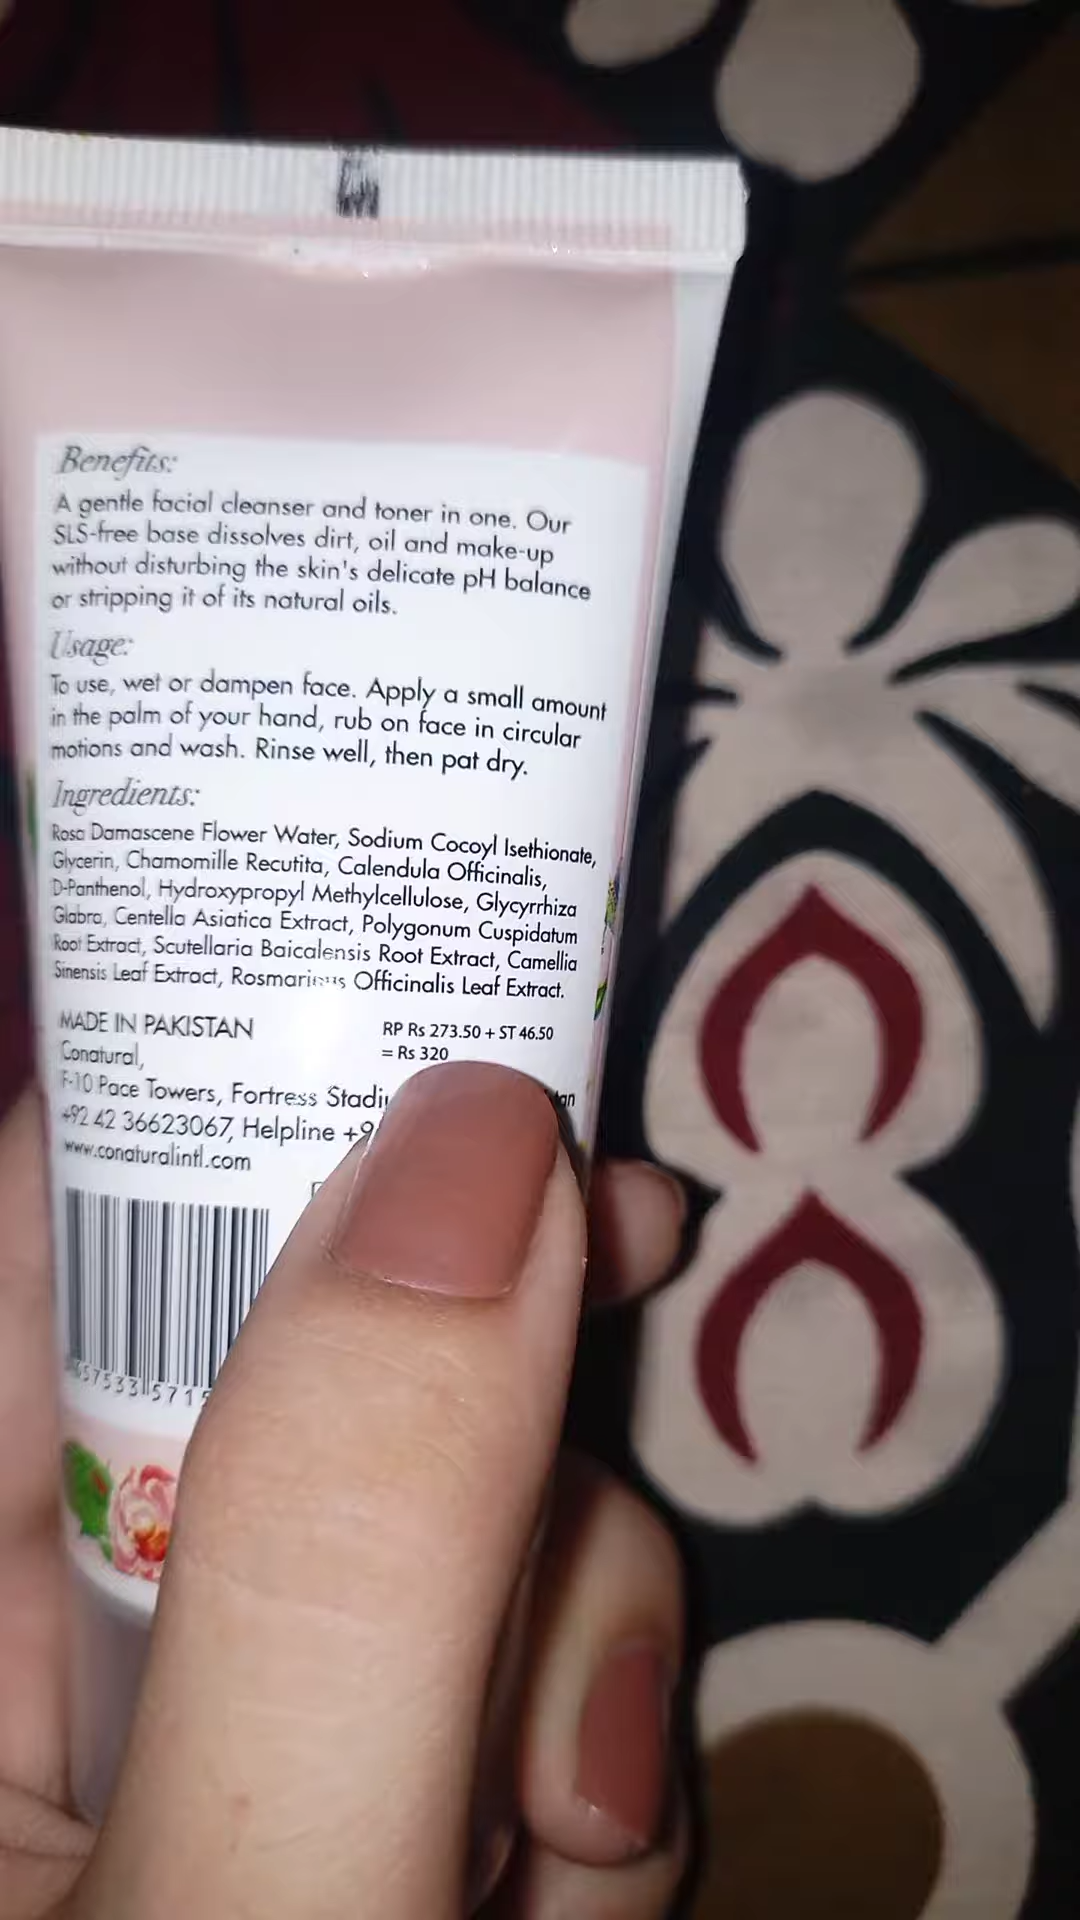 Benefits:
A gentle facial cleanser and toner in one. Our
SLS-free base dissolves dirt, oil and make-up
without disturbing the skin's delicate pH balance
or stripping it of its natural oils.
Usage:
To use, wet or dampen face. Apply a small amount
in the palm of your hand, rub on face in circular
motions and wash. Rinse well, then pat dry.
Ingredients:
Rosa Damascene Flower Water, Sodium Cocoyl Isethionate,
Glycerin, Chamomille Recutita, Calendula Officinalis,
D-Panthenol, Hydroxypropyl Methylcellulose, Glycyrrhiza
Glabra, Centella Asiatica Extract, Polygonum Cuspidatum
Root Extract, Scutellaria Baicalensis Root Extract, Camellia
Sinensis Leaf Extract, Officinalis Leaf Extract.
MADE IN PAKISTAN
RP Rs 273.50 + ST 46.50
= Rs 320
Conatural,
F-10 Pace Towers, Fortress
+92 42 36623067, Helpline
www.conaturalintl.com